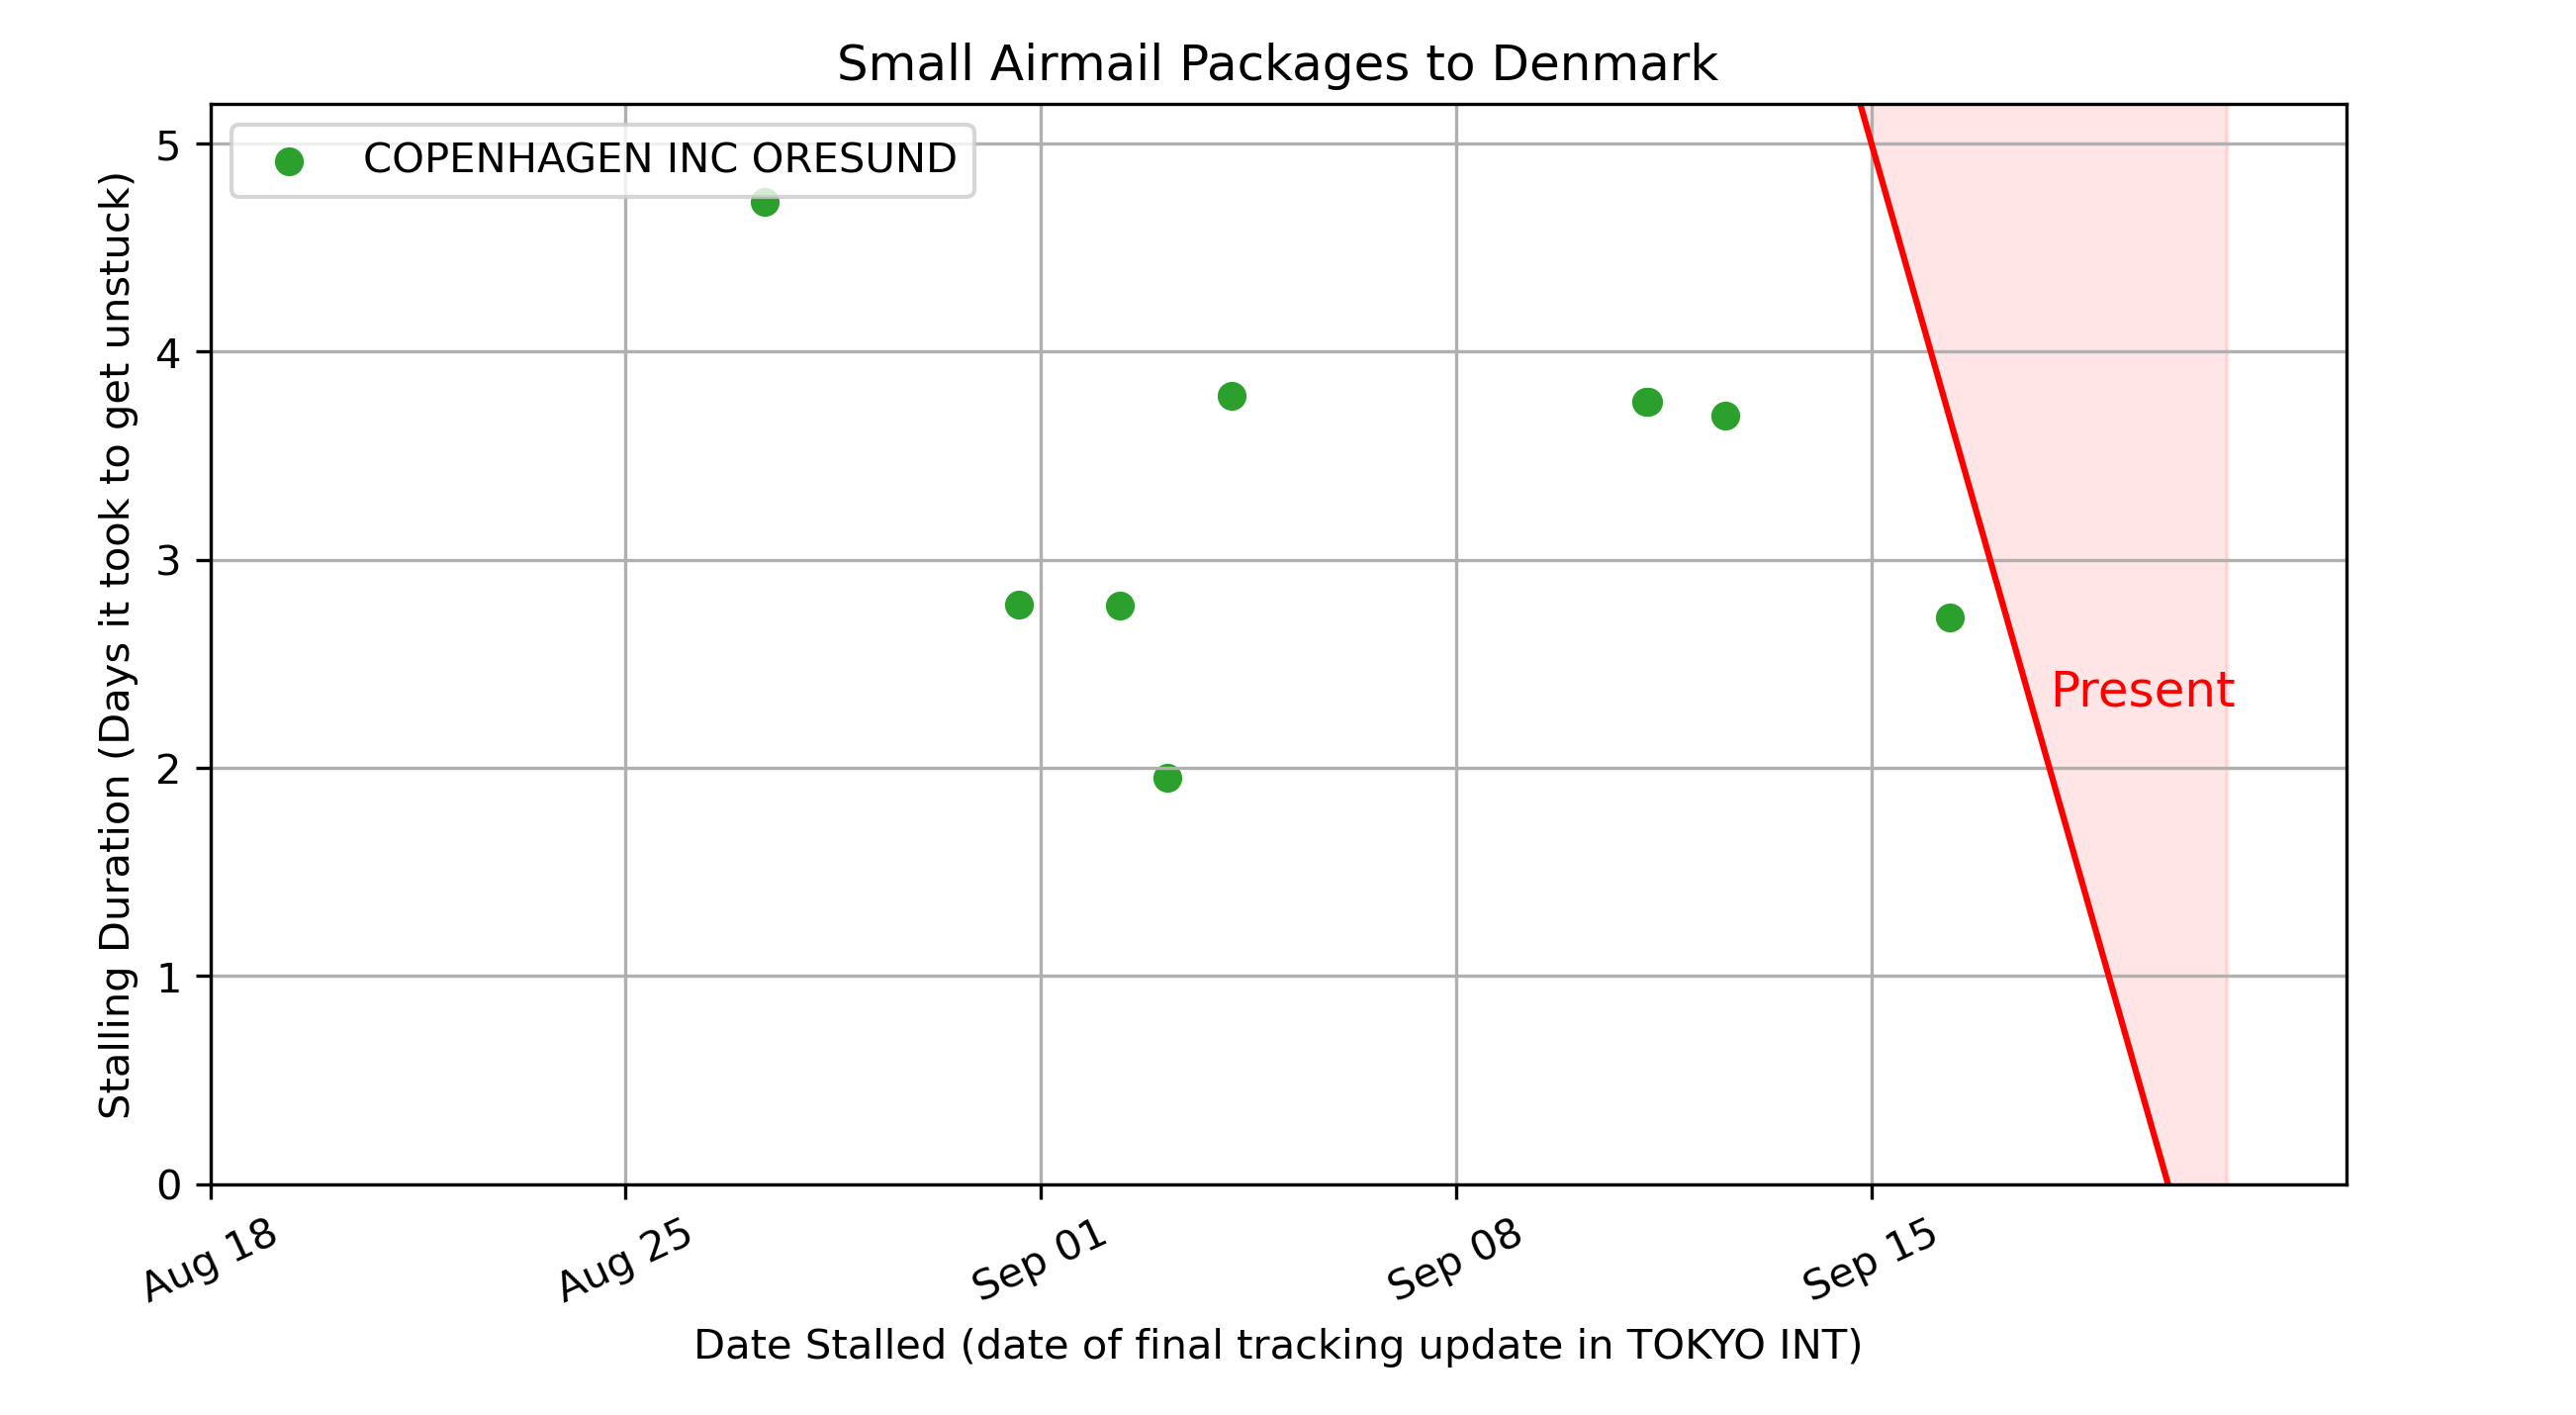 Small Airmail Packages to Denmark
COPENHAGEN INC ORESUND
Stalling Duration (Days it took to get unstuck)
5
4
3
2
1
0
Present
Aug 18
Aug 25
Sep 01
Sep 08
Sep 15
Date Stalled (date of final tracking update in TOKYO INT)